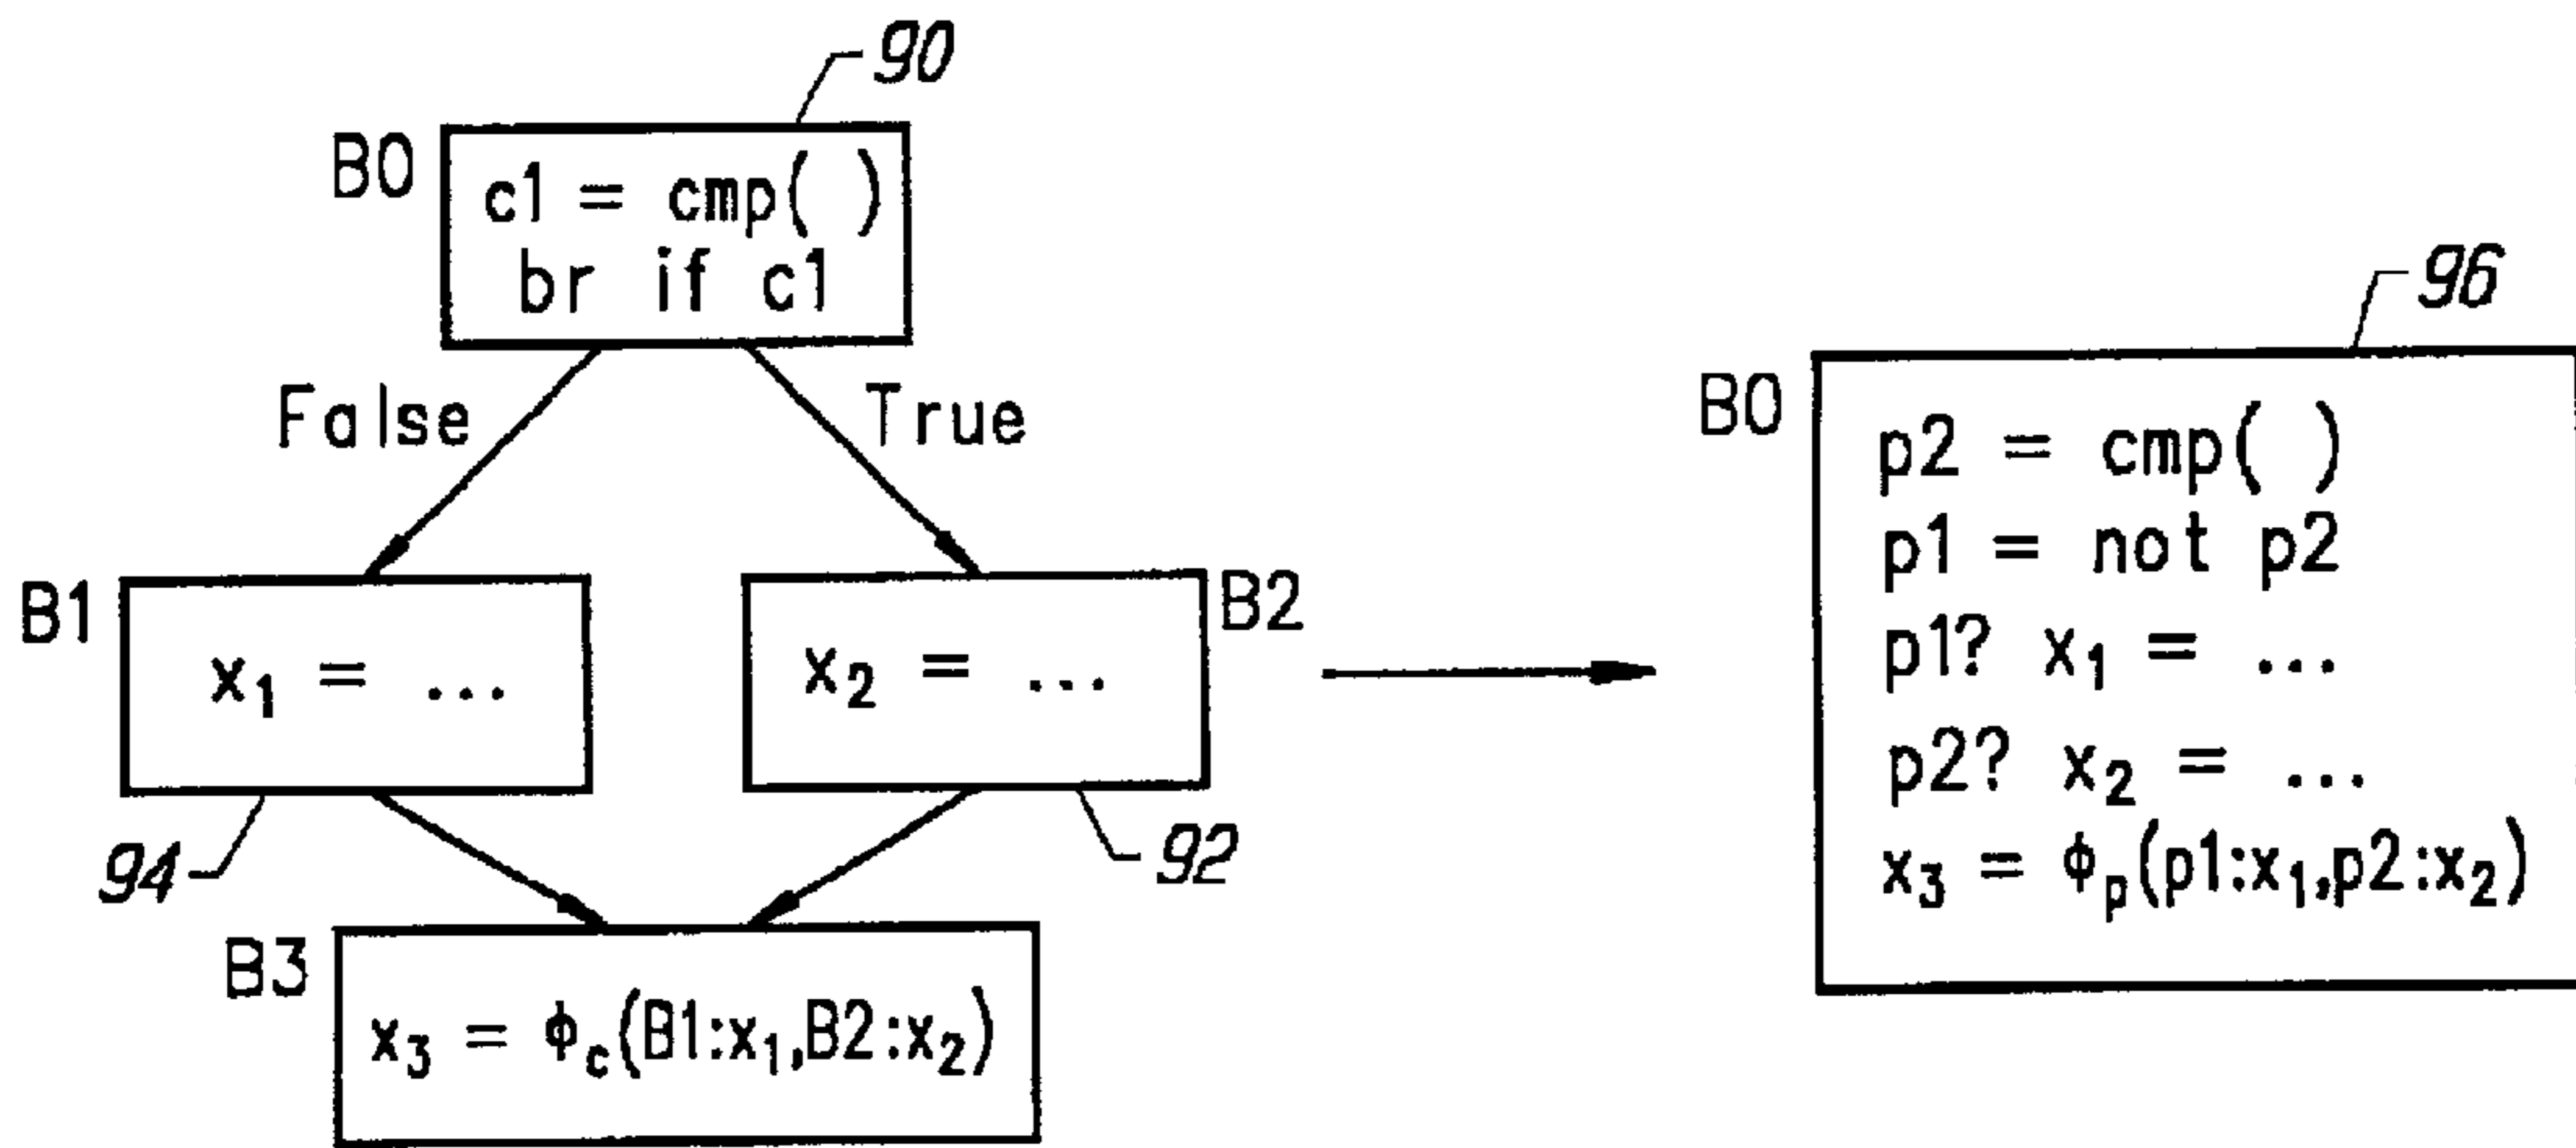 90
B0
c1 = cmp( )
br if c1
False
True
B1
x₁ = ...
94
x₂ = ...
B2
92
B3
x₃ = ϕ_c(B1:x₁,B2:x₂)
96
B0
p2 = cmp( )
p1 = not p2
p1? x₁ = ...
p2? x₂ = ...
x₃ = ϕₚ(p1:x₁,p2:x₂)